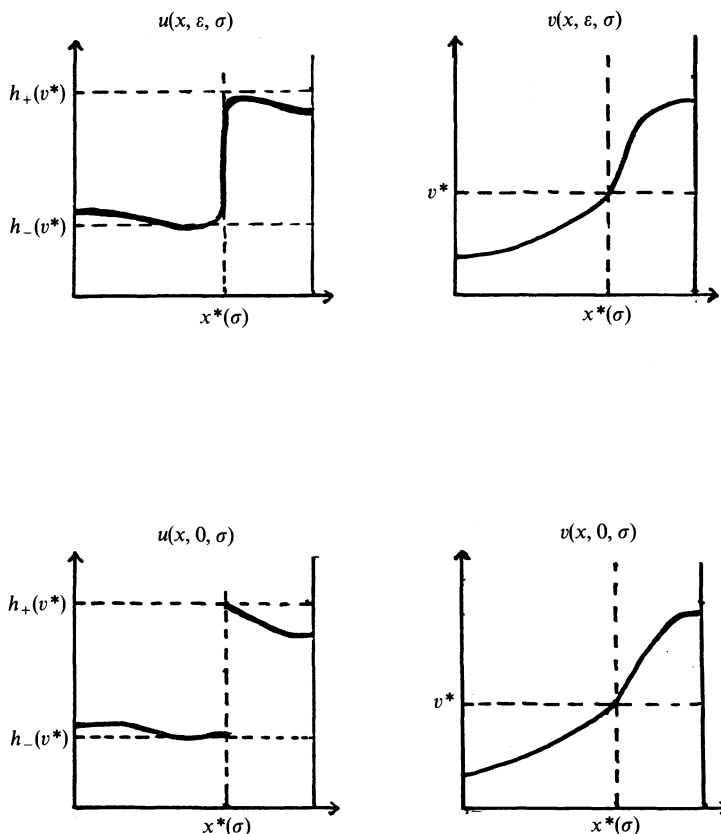 u(x, ε, σ)
h₊(v*)
h₋(v*)
x*(σ)
v(x, ε, σ)
v*
x*(σ)
u(x, 0, σ)
h₊(v*)
h₋(v*)
x*(σ)
v(x, 0, σ)
v*
x*(σ)